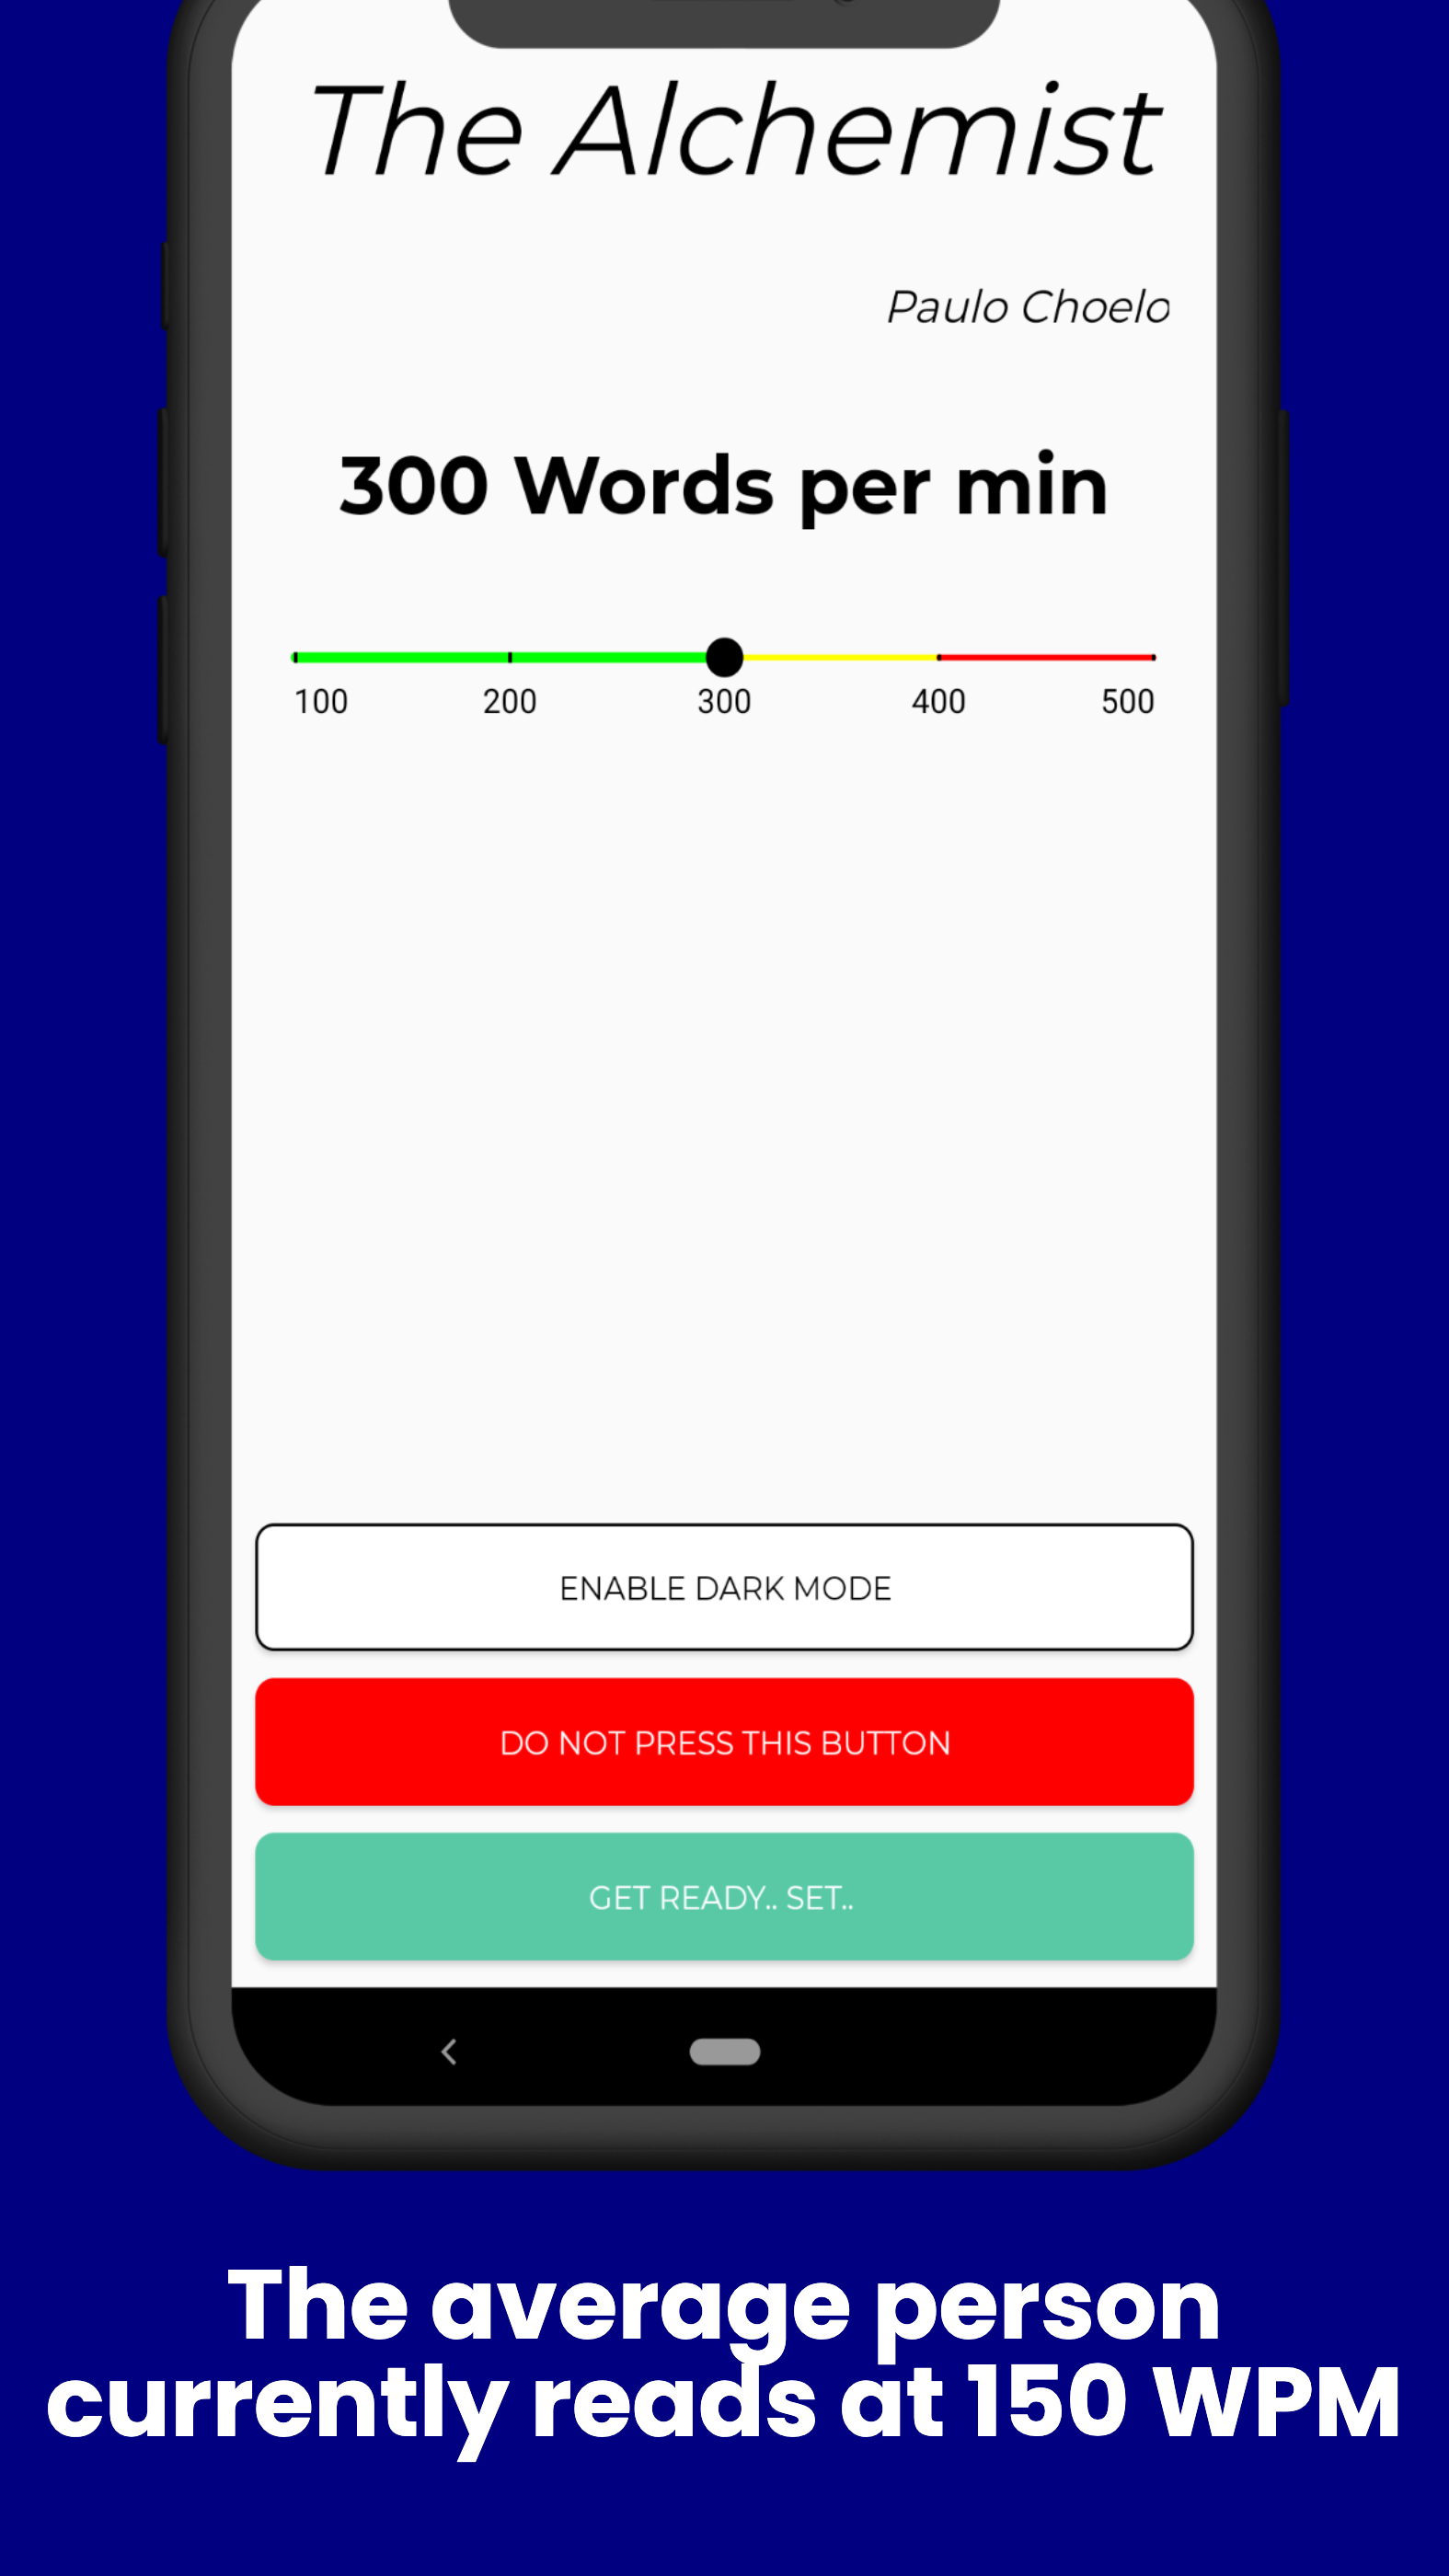 The Alchemist
Paulo Choelo
300 Words per min
100 200 300 400 500
ENABLE DARK MODE
DO NOT PRESS THIS BUTTON
GET READY.. SET..
The average person
currently reads at 150 WPM